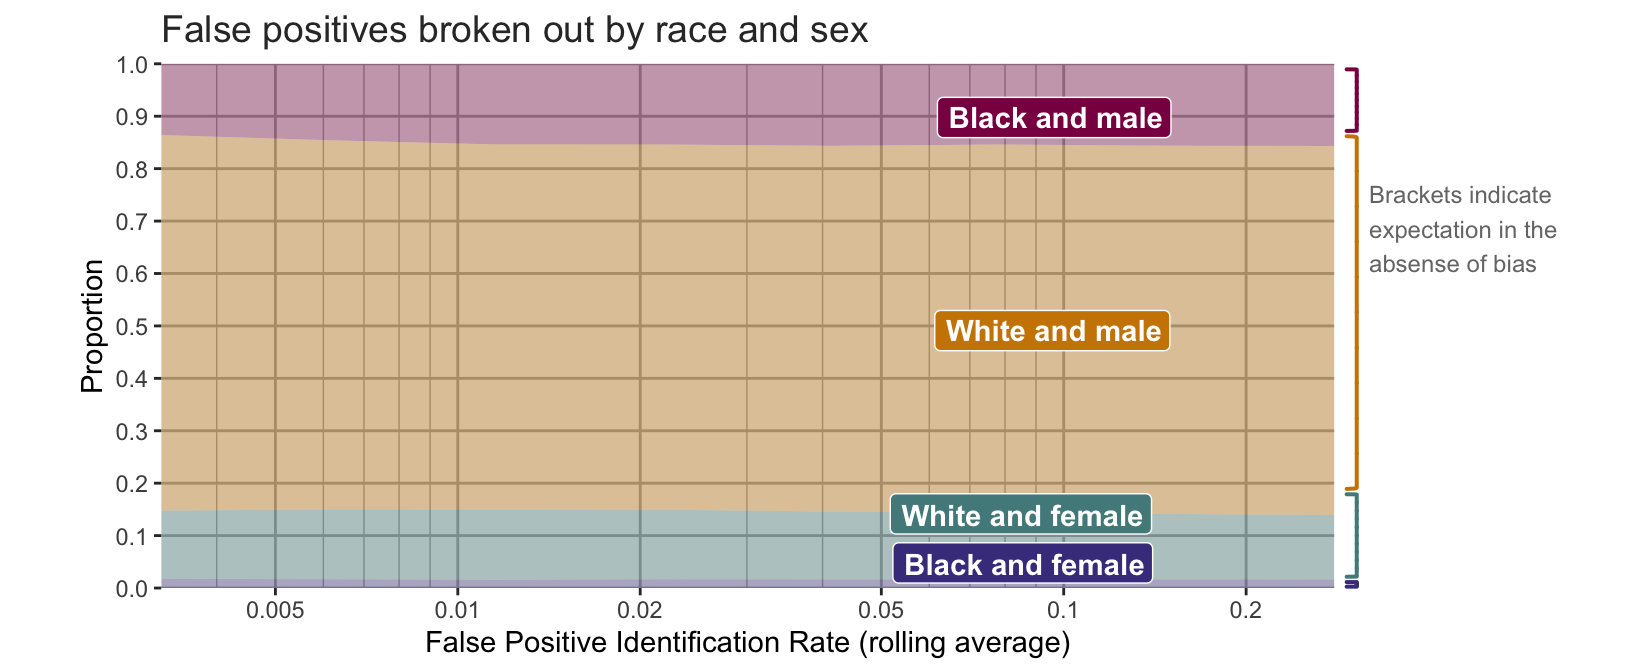 False positives broken out by race and sex
1.0
0.9
0.8
0.7
0.6
0.5
0.4
0.3
0.2
0.1
0.0
Proportion
Black and male
White and male
White and female
Black and female
Brackets indicate
expectation in the
absense of bias
0.005
0.01
0.02
0.05
0.1
0.2
False Positive Identification Rate (rolling average)